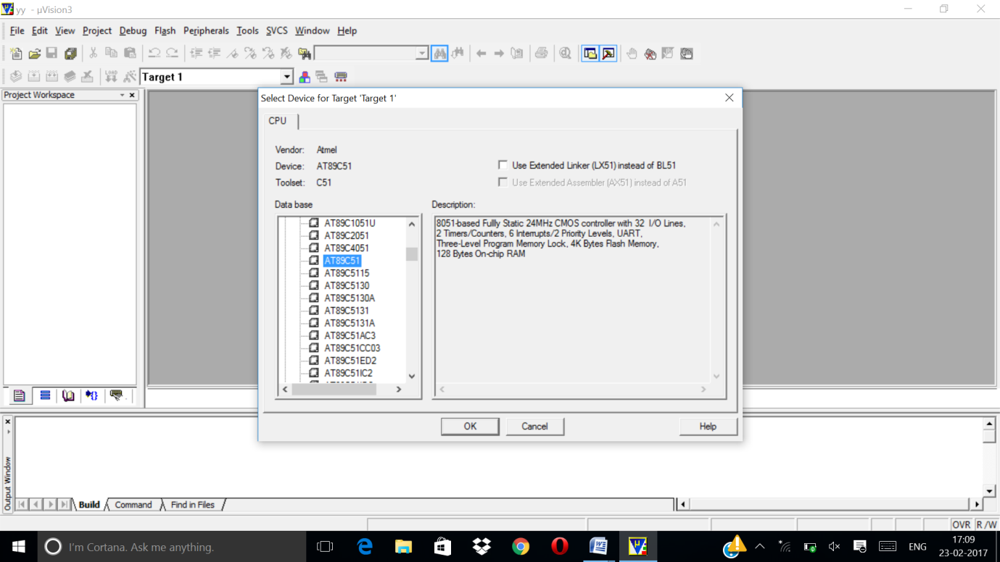 yy - µVision3
File Edit View Project Debug Flash Peripherals Tools SVCS Window Help
LOAD
Target 1
Project Workspace
Select Device for Target 'Target 1'
CPU
Vendor: Atmel
Device: AT89C51
Toolset: C51
Use Extended Linker (LX51) instead of BL51
Use Extended Assembler (AX51) instead of A51
Data base
AT89C1051U
AT89C2051
AT89C4051
AT89C51
AT89C5115
AT89C5130
AT89C5130A
AT89C5131
AT89C5131A
AT89C51AC3
AT89C51CC03
AT89C51ED2
AT89C51IC2
Description:
8051-based Fullly Static 24MHz CMOS controller with 32 I/O Lines,
2 Timers/Counters, 6 Interrupts/2 Priority Levels, UART,
Three-Level Program Memory Lock, 4K Bytes Flash Memory,
128 Bytes On-chip RAM
OK Cancel Help
Output Window
Build Command Find in Files
OVR R/W
I'm Cortana. Ask me anything.
ENG
17:09
23-02-2017